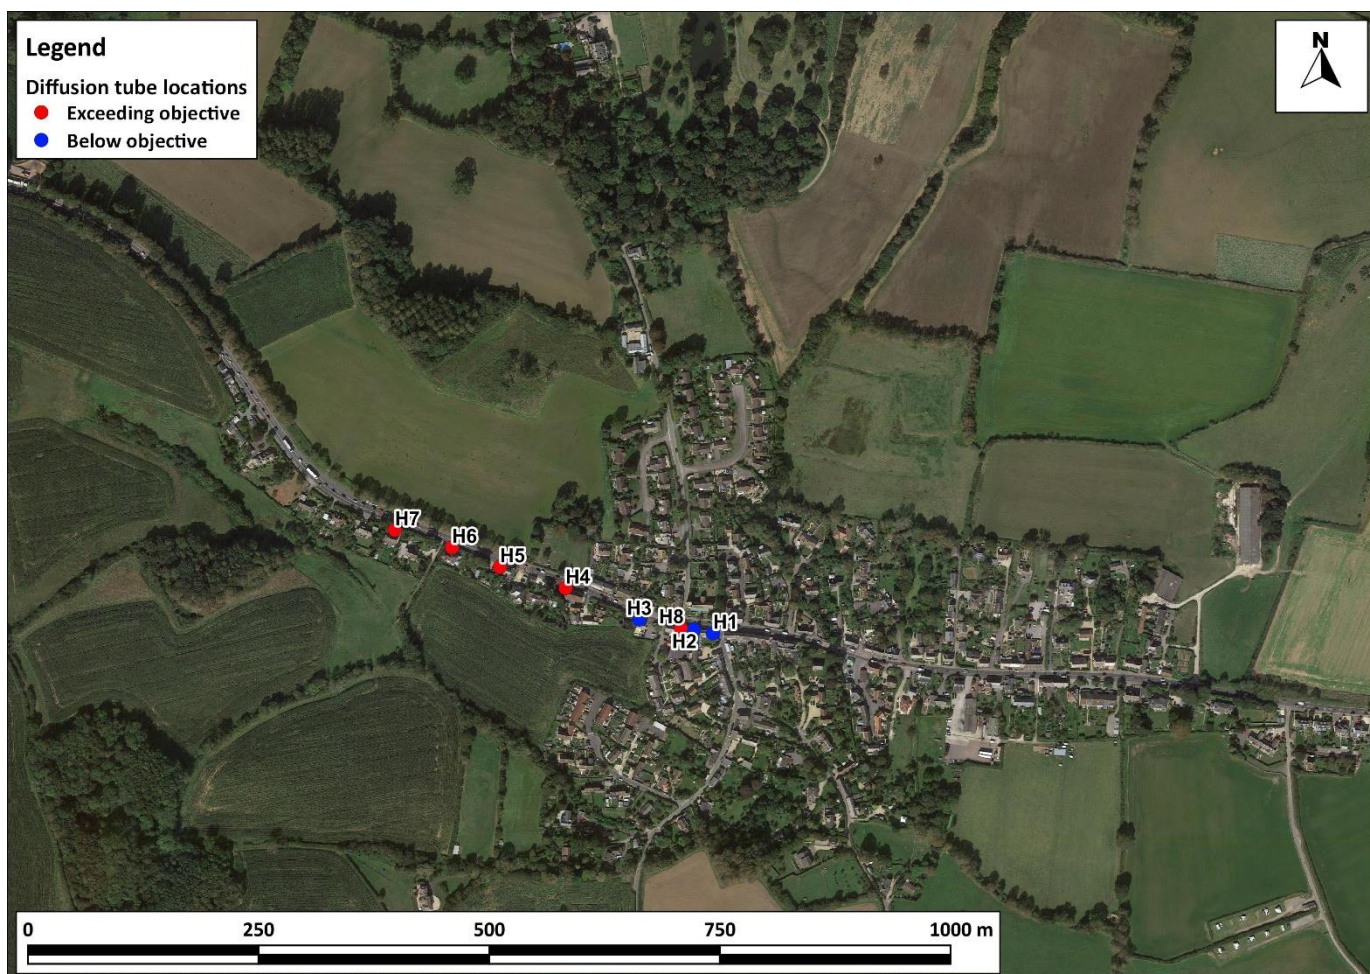 Legend
Diffusion tube locations
Exceeding objective
Below objective
N
H7
H6
H5
H4
H3
H8
H1
H2
0 250 500 750 1000 m